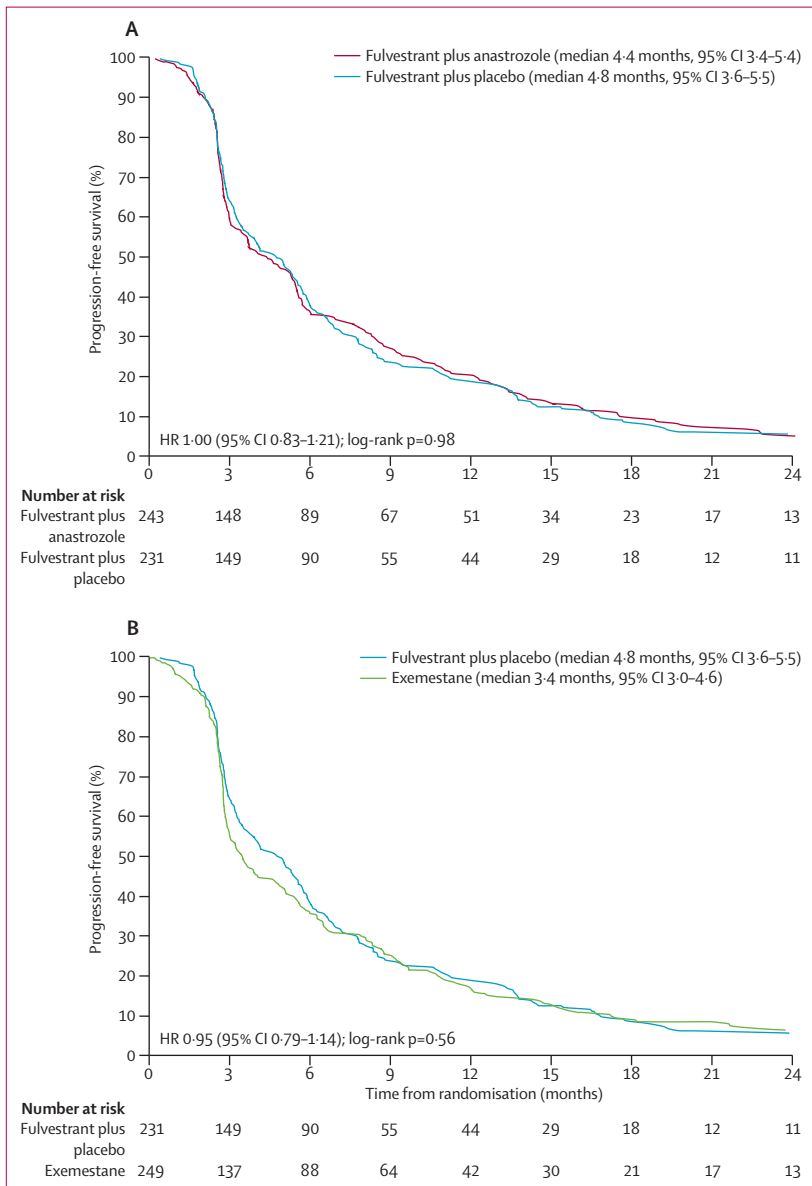 A
Fulvestrant plus anastrozole (median 4·4 months, 95% CI 3·4–5·4)
Fulvestrant plus placebo (median 4·8 months, 95% CI 3·6–5·5)
Progression-free survival (%)
100
90
80
70
60
50
40
30
20
10
0
HR 1·00 (95% CI 0·83–1·21); log-rank p=0·98
0 3 6 9 12 15 18 21 24
Number at risk
Fulvestrant plus anastrozole 243 148 89 67 51 34 23 17 13
Fulvestrant plus placebo 231 149 90 55 44 29 18 12 11
B
Fulvestrant plus placebo (median 4·8 months, 95% CI 3·6–5·5)
Exemestane (median 3·4 months, 95% CI 3·0–4·6)
Progression-free survival (%)
100
90
80
70
60
50
40
30
20
10
0
HR 0·95 (95% CI 0·79–1·14); log-rank p=0·56
0 3 6 9 12 15 18 21 24
Time from randomisation (months)
Number at risk
Fulvestrant plus placebo 231 149 90 55 44 29 18 12 11
Exemestane 249 137 88 64 42 30 21 17 13